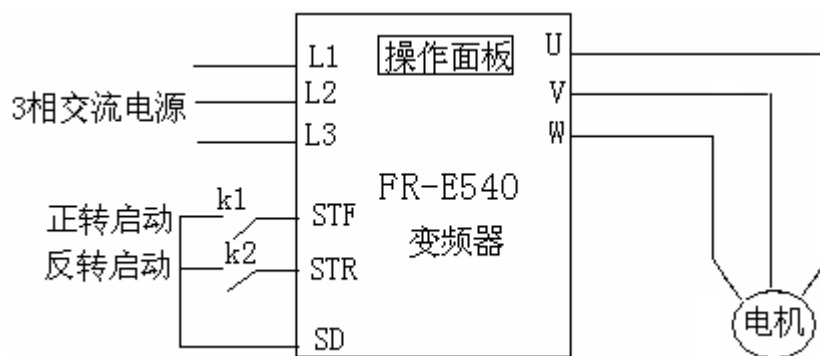 L1
操作面板
U
L2
V
3相交流电源
L3
W
FR-E540
变频器
k1
正转启动
STF
k2
反转启动
STR
SD
电机